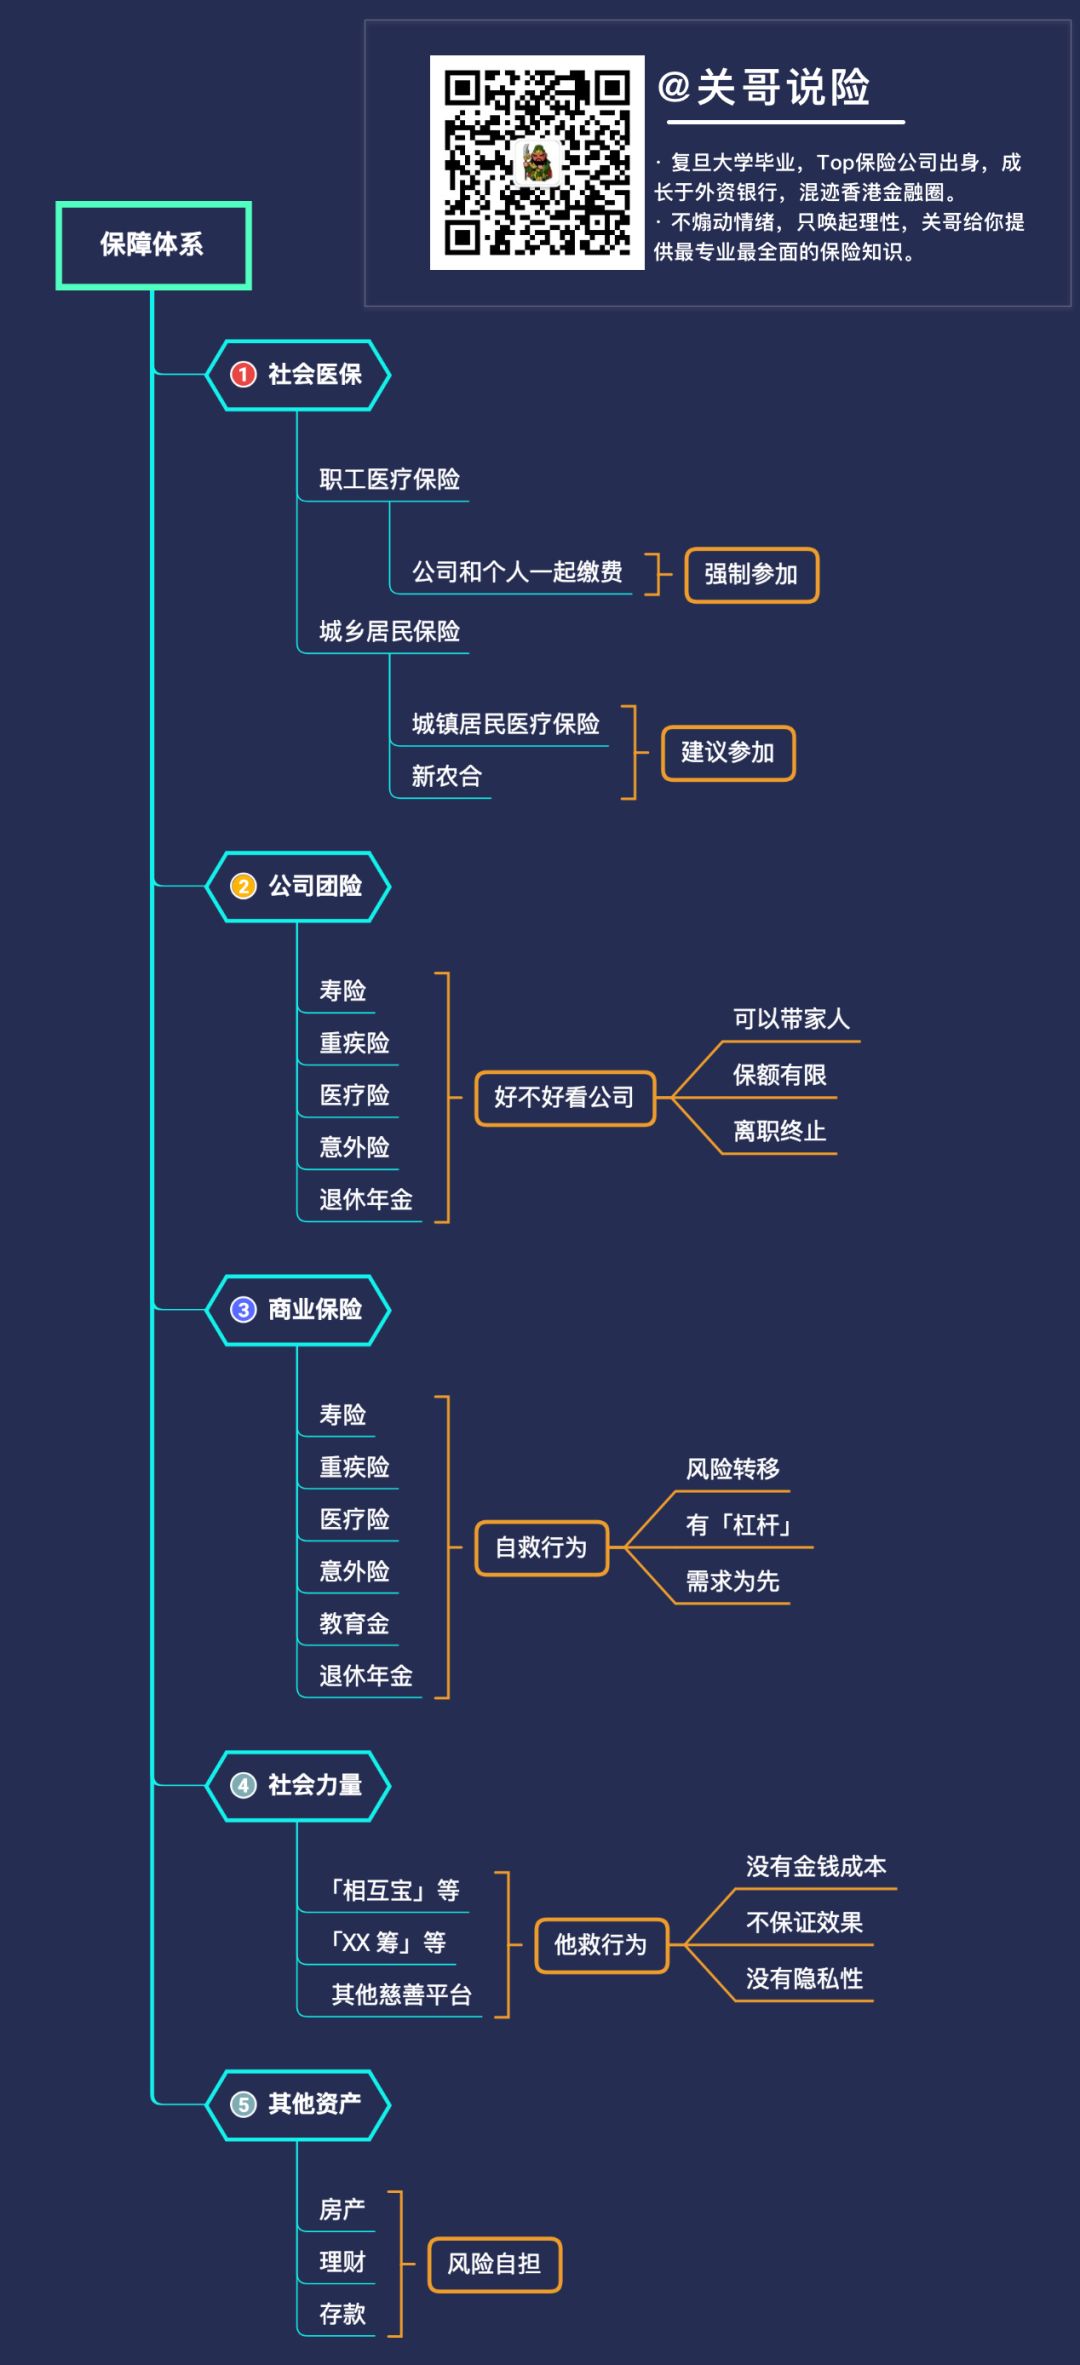 @关哥说险
· 复旦大学毕业，Top保险公司出身，成
长于外资银行，混迹香港金融圈。
· 不煽动情绪，只唤起理性，关哥给你提
供最专业最全面的保险知识。
保障体系
1 社会医保
职工医疗保险
公司和个人一起缴费
强制参加
城乡居民保险
城镇居民医疗保险
新农合
建议参加
2 公司团险
寿险
重疾险
医疗险
意外险
退休年金
好不好看公司
可以带家人
保额有限
离职终止
3 商业保险
寿险
重疾险
医疗险
意外险
教育金
退休年金
自救行为
风险转移
有「杠杆」
需求为先
4 社会力量
「相互宝」等
「XX 筹」等
其他慈善平台
他救行为
没有金钱成本
不保证效果
没有隐私性
5 其他资产
房产
理财
存款
风险自担